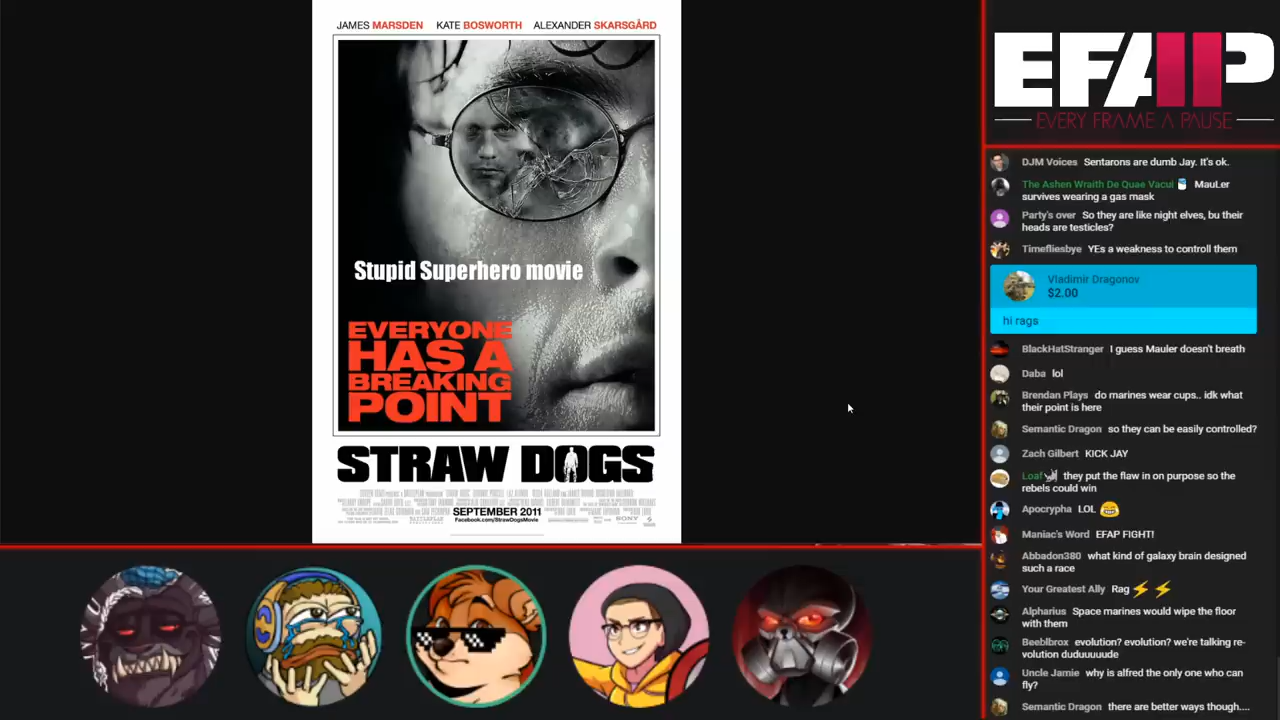 JAMES MARSDEN KATE BOSWORTH ALEXANDER SKARSGÅRD
Stupid Superhero movie
EVERYONE
HAS A
BREAKING
POINT
STRAW DOGS
SEPTEMBER 2011
Facebook.com/StrawDogsMovie
SONY
EFAP
EVERY FRAME A PAUSE
DJM Voices Sentarons are dumb Jay. It's ok.
The Ashen Wraith De Quae Vacui MauLer
survives wearing a gas mask
Party's over So they are like night elves, bu their
heads are testicles?
Timefliesbye YEs a weakness to controll them
Vladimir Dragonov
$2.00
hi rags
BlackHatStranger I guess Mauler doesn't breath
Daba lol
Brendan Plays do marines wear cups.. idk what
their point is here
Semantic Dragon so they can be easily controlled?
Zach Gilbert KICK JAY
Loaf they put the flaw in on purpose so the
rebels could win
Apocrypha LOL 😂
Maniac's Word EFAP FIGHT!
Abbadon380 what kind of galaxy brain designed
such a race
Your Greatest Ally Rag ⚡ ⚡
Alpharius Space marines would wipe the floor
with them
Beeblbrox evolution? evolution? we're talking re-
volution duduuuuude
Uncle Jamie why is alfred the only one who can
fly?
Semantic Dragon there are better ways though....